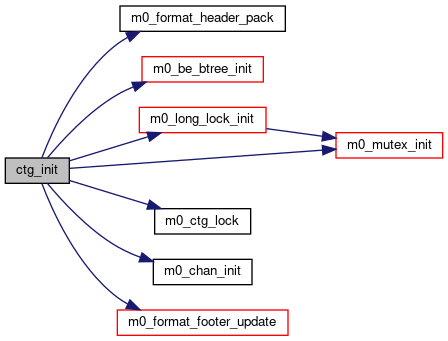 m0_format_header_pack
m0_be_btree_init
m0_long_lock_init
m0_mutex_init
ctg_init
m0_ctg_lock
m0_chan_init
m0_format_footer_update